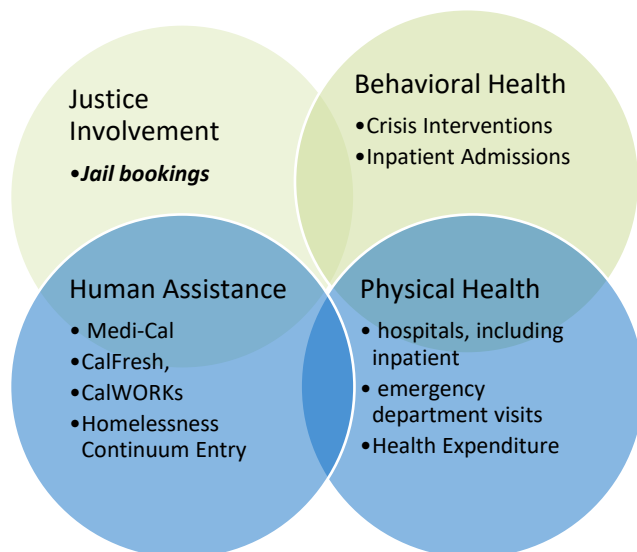 Justice
Involvement
•Jail bookings
Behavioral Health
•Crisis Interventions
•Inpatient Admissions
Human Assistance
• Medi-Cal
•CalFresh,
•CalWORKs
•Homelessness
Continuum Entry
Physical Health
• hospitals, including
inpatient
• emergency
department visits
•Health Expenditure